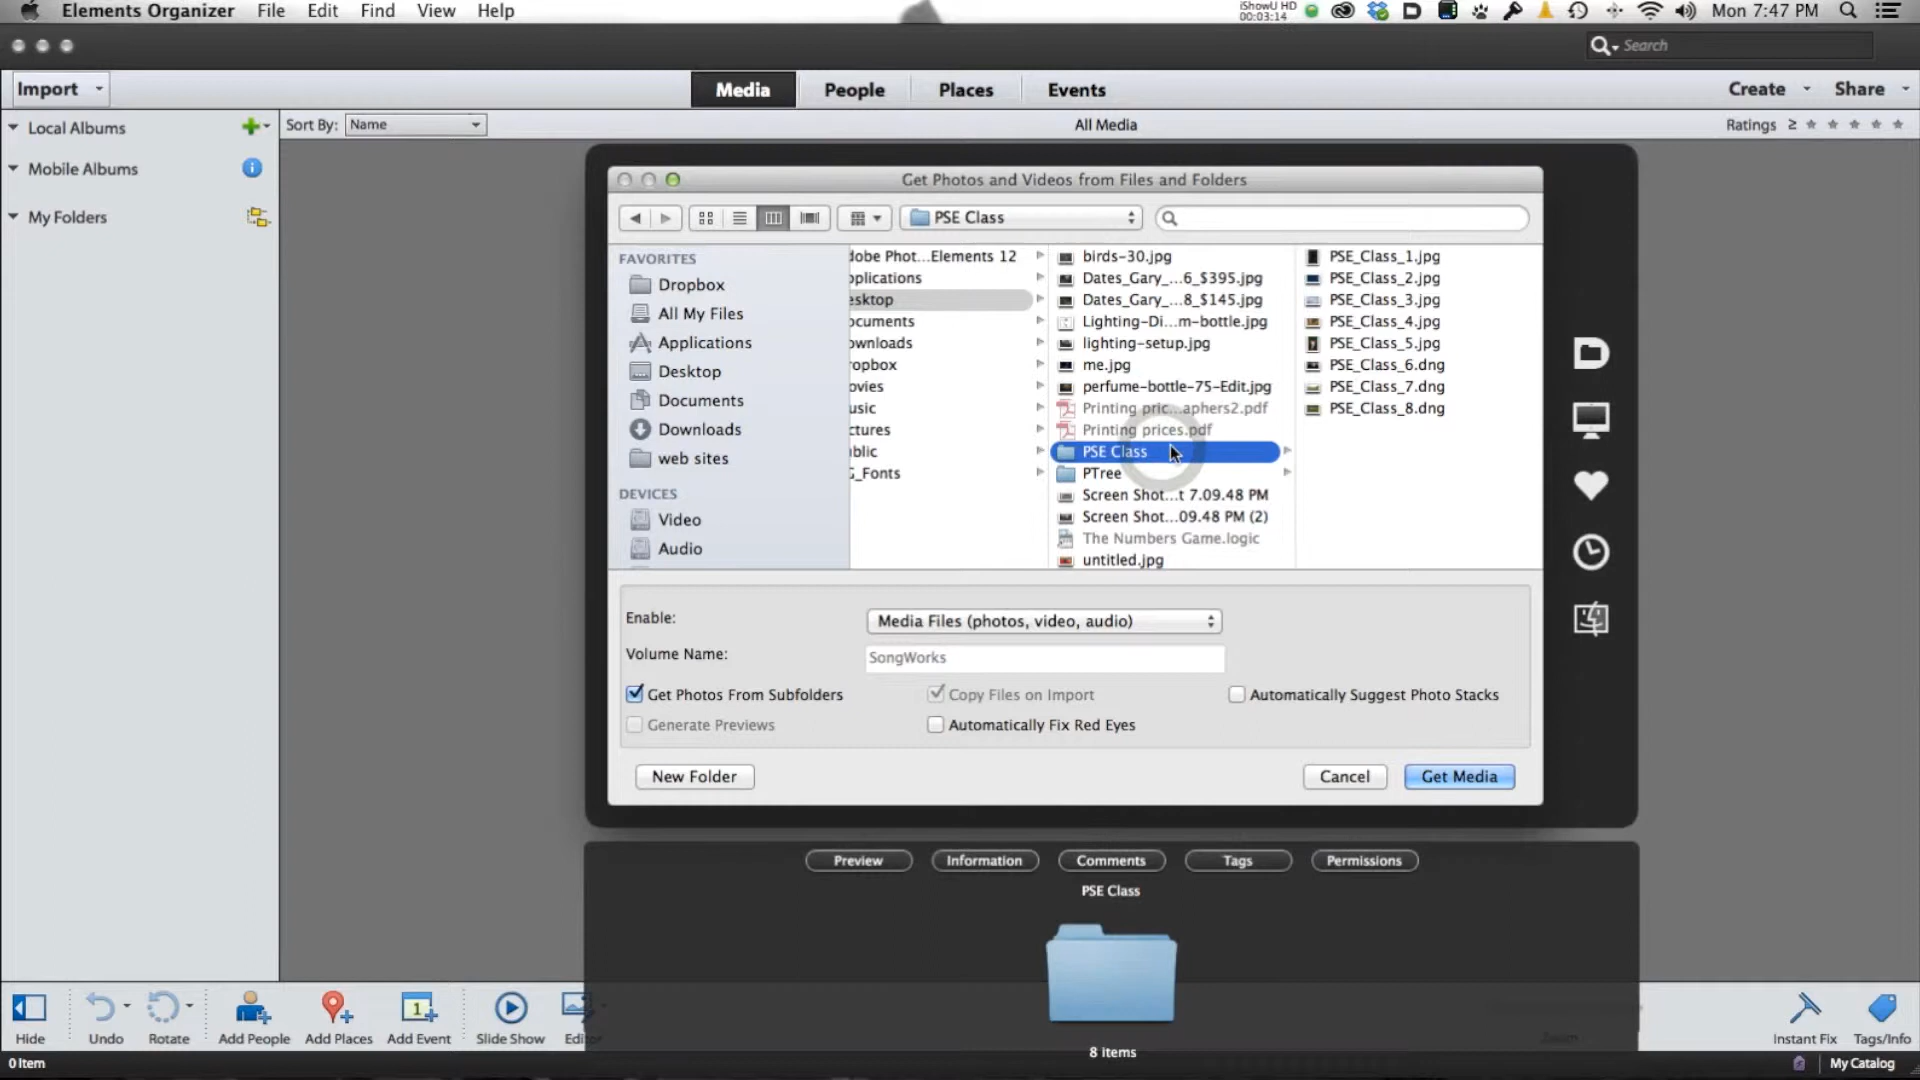 Elements Organizer File Edit Find View Help
iShowU HD
00:03:14
Mon 7:47 PM
Search
Import
Media People Places Events
Create Share
Local Albums
Sort By: Name
All Media
Ratings ≥
Mobile Albums
My Folders
Get Photos and Videos from Files and Folders
PSE Class
FAVORITES
Dropbox
All My Files
Applications
Desktop
Documents
Downloads
web sites
DEVICES
Video
Audio
dobe Phot...Elements 12
pplications
esktop
ocuments
ownloads
ropbox
ovies
usic
ctures
blic
G_Fonts
birds-30.jpg
Dates_Gary_...6_$395.jpg
Dates_Gary_...8_$145.jpg
Lighting-Di...m-bottle.jpg
lighting-setup.jpg
me.jpg
perfume-bottle-75-Edit.jpg
Printing pric...aphers2.pdf
Printing prices.pdf
PSE Class
PTree
Screen Shot...t 7.09.48 PM
Screen Shot...09.48 PM (2)
The Numbers Game.logic
untitled.jpg
PSE_Class_1.jpg
PSE_Class_2.jpg
PSE_Class_3.jpg
PSE_Class_4.jpg
PSE_Class_5.jpg
PSE_Class_6.dng
PSE_Class_7.dng
PSE_Class_8.dng
Enable: Media Files (photos, video, audio)
Volume Name: SongWorks
Get Photos From Subfolders Copy Files on Import Automatically Suggest Photo Stacks
Generate Previews Automatically Fix Red Eyes
New Folder Cancel Get Media
Preview Information Comments Tags Permissions
PSE Class
8 items
Hide Undo Rotate Add People Add Places Add Event Slide Show Edi
Zoom
Instant Fix Tags/Info
0 Item
My Catalog